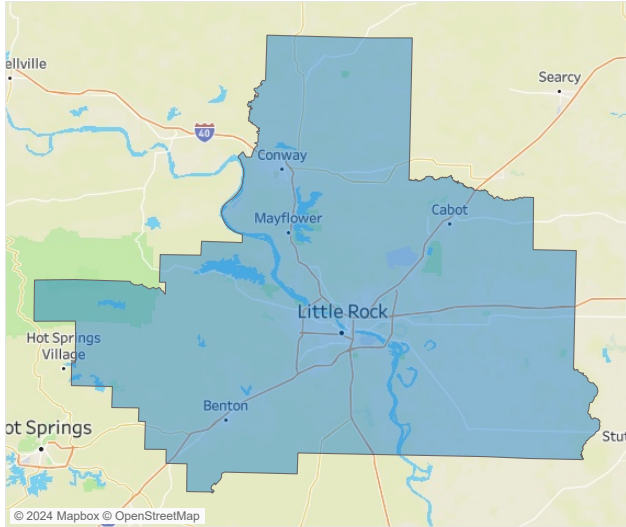 ellville
Searcy
40
Conway
Cabot
Mayflower
Little Rock
Hot Springs
Village
Benton
ot Springs
Stut
© 2024 Mapbox © OpenStreetMap